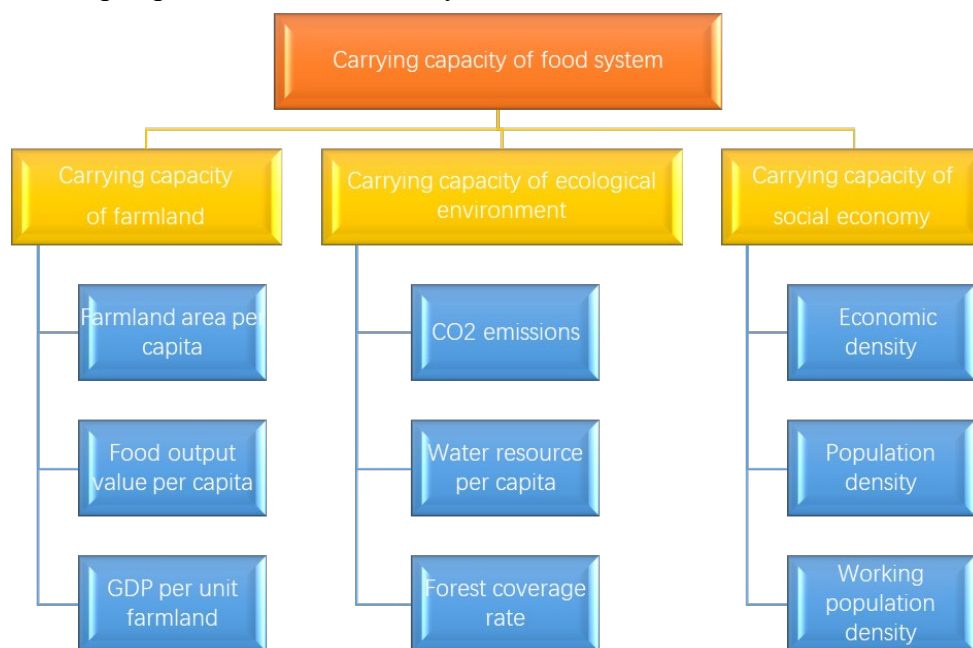 Carrying capacity of food system
Carrying capacity
of farmland
Carrying capacity of ecological
environment
Carrying capacity of
social economy
Farmland area per
capita
CO2 emissions
Economic
density
Food output
value per capita
Water resource
per capita
Population
density
GDP per unit
farmland
Forest coverage
rate
Working
population
density